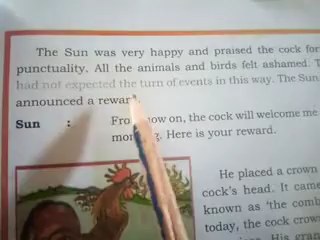 The Sun was very happy and praised the cock for
punctuality. All the animals and birds felt ashamed.
had not expected the turn of events in this way. The Sun
announced a
Sun : now on, the cock will welcome me
Here is your reward.
He placed a crown
cock's head. It came
known as 'the comb
today, the cock crows
His